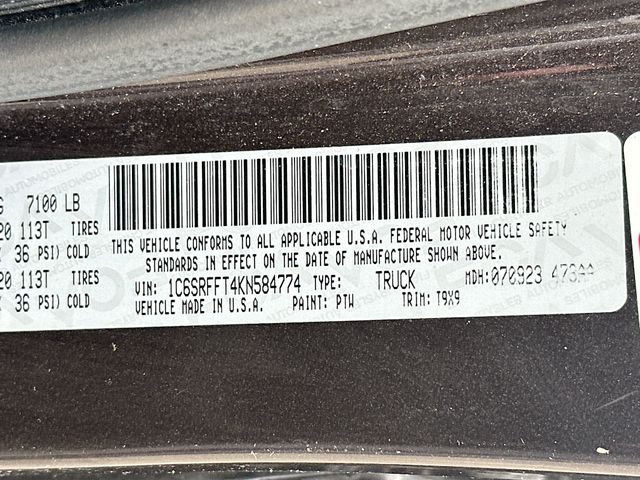 G 7100 LB
20 113T TIRES
36 PSI) COLD
20 113T TIRES
36 PSI) COLD
THIS VEHICLE CONFORMS TO ALL APPLICABLE U.S.A. FEDERAL MOTOR VEHICLE SAFETY
STANDARDS IN EFFECT ON THE DATE OF MANUFACTURE SHOWN ABOVE.
VIN: 1C6SRFFT4KN584774 TYPE: TRUCK MDH: 070923 473AA
VEHICLE MADE IN U.S.A. PAINT: PTW TRIM: T9X9